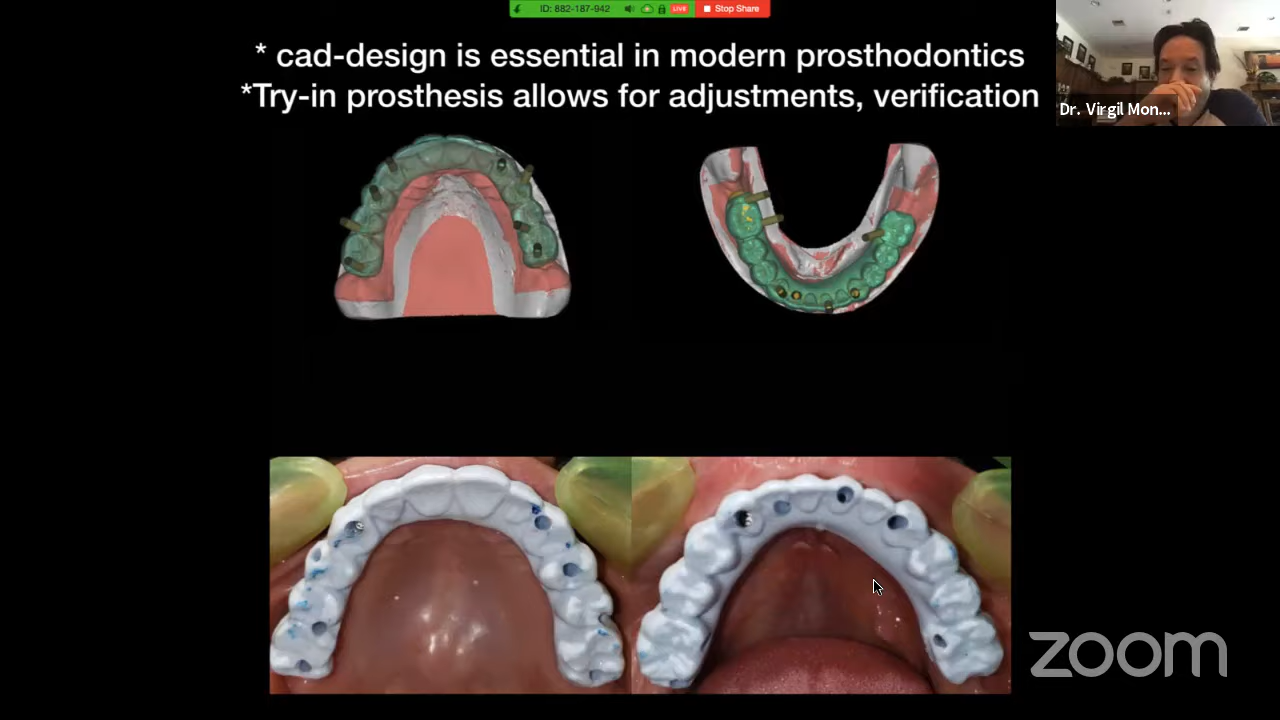 ID: 882-187-942
LIVE
Stop Share
* cad-design is essential in modern prosthodontics
*Try-in prosthesis allows for adjustments, verification
Dr. Virgil Mon...
zoom